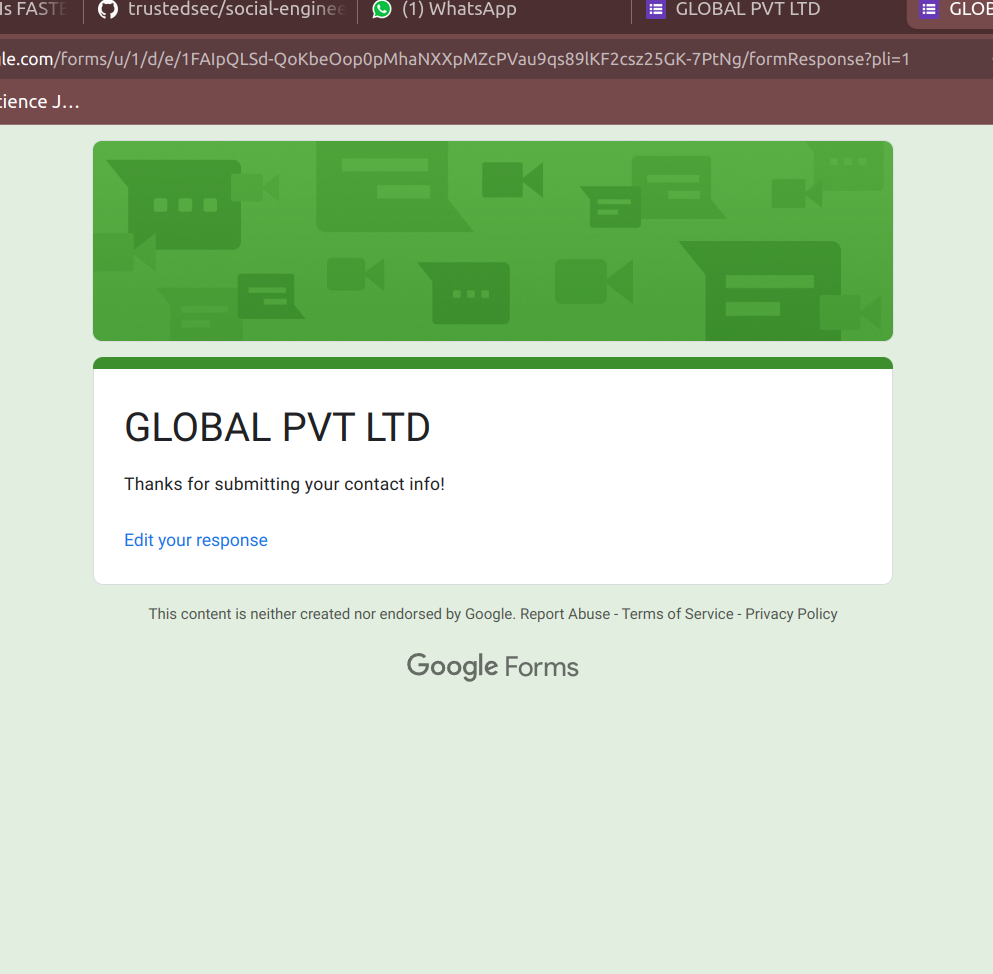 Is FASTE trustedsec/social-enginee (1) WhatsApp GLOBAL PVT LTD GLOB
le.com/forms/u/1/d/e/1FAIpQLSd-QoKbeOop0pMhaNXXpMZcPVau9qs89lKF2csz25GK-7PtNg/formResponse?pli=1
cience J…
GLOBAL PVT LTD
Thanks for submitting your contact info!
Edit your response
This content is neither created nor endorsed by Google. Report Abuse - Terms of Service - Privacy Policy
Google Forms